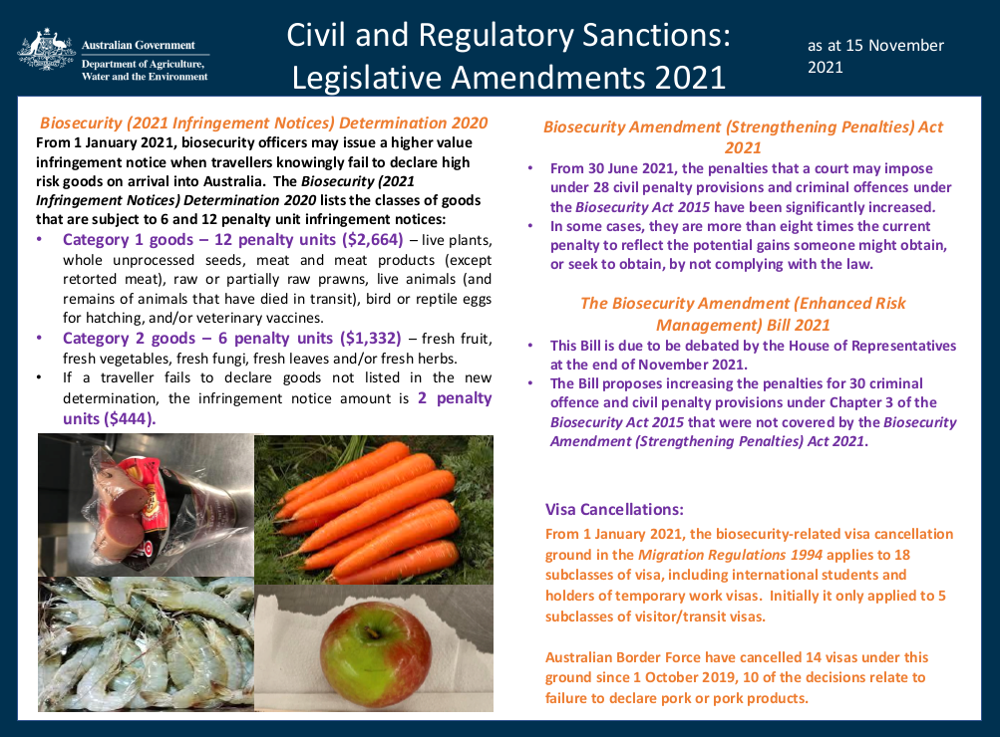 Australian Government
Department of Agriculture,
Water and the Environment
Civil and Regulatory Sanctions:
Legislative Amendments 2021
as at 15 November
2021
Biosecurity (2021 Infringement Notices) Determination 2020
From 1 January 2021, biosecurity officers may issue a higher value
infringement notice when travellers knowingly fail to declare high
risk goods on arrival into Australia. The Biosecurity (2021
Infringement Notices) Determination 2020 lists the classes of goods
that are subject to 6 and 12 penalty unit infringement notices:
• Category 1 goods – 12 penalty units ($2,664) – live plants,
whole unprocessed seeds, meat and meat products (except
retorted meat), raw or partially raw prawns, live animals (and
remains of animals that have died in transit), bird or reptile eggs
for hatching, and/or veterinary vaccines.
• Category 2 goods – 6 penalty units ($1,332) – fresh fruit,
fresh vegetables, fresh fungi, fresh leaves and/or fresh herbs.
• If a traveller fails to declare goods not listed in the new
determination, the infringement notice amount is 2 penalty
units ($444).
Biosecurity Amendment (Strengthening Penalties) Act
2021
• From 30 June 2021, the penalties that a court may impose
under 28 civil penalty provisions and criminal offences under
the Biosecurity Act 2015 have been significantly increased.
• In some cases, they are more than eight times the current
penalty to reflect the potential gains someone might obtain,
or seek to obtain, by not complying with the law.
The Biosecurity Amendment (Enhanced Risk
Management) Bill 2021
• This Bill is due to be debated by the House of Representatives
at the end of November 2021.
• The Bill proposes increasing the penalties for 30 criminal
offence and civil penalty provisions under Chapter 3 of the
Biosecurity Act 2015 that were not covered by the Biosecurity
Amendment (Strengthening Penalties) Act 2021.
Visa Cancellations:
From 1 January 2021, the biosecurity-related visa cancellation
ground in the Migration Regulations 1994 applies to 18
subclasses of visa, including international students and
holders of temporary work visas. Initially it only applied to 5
subclasses of visitor/transit visas.
Australian Border Force have cancelled 14 visas under this
ground since 1 October 2019, 10 of the decisions relate to
failure to declare pork or pork products.